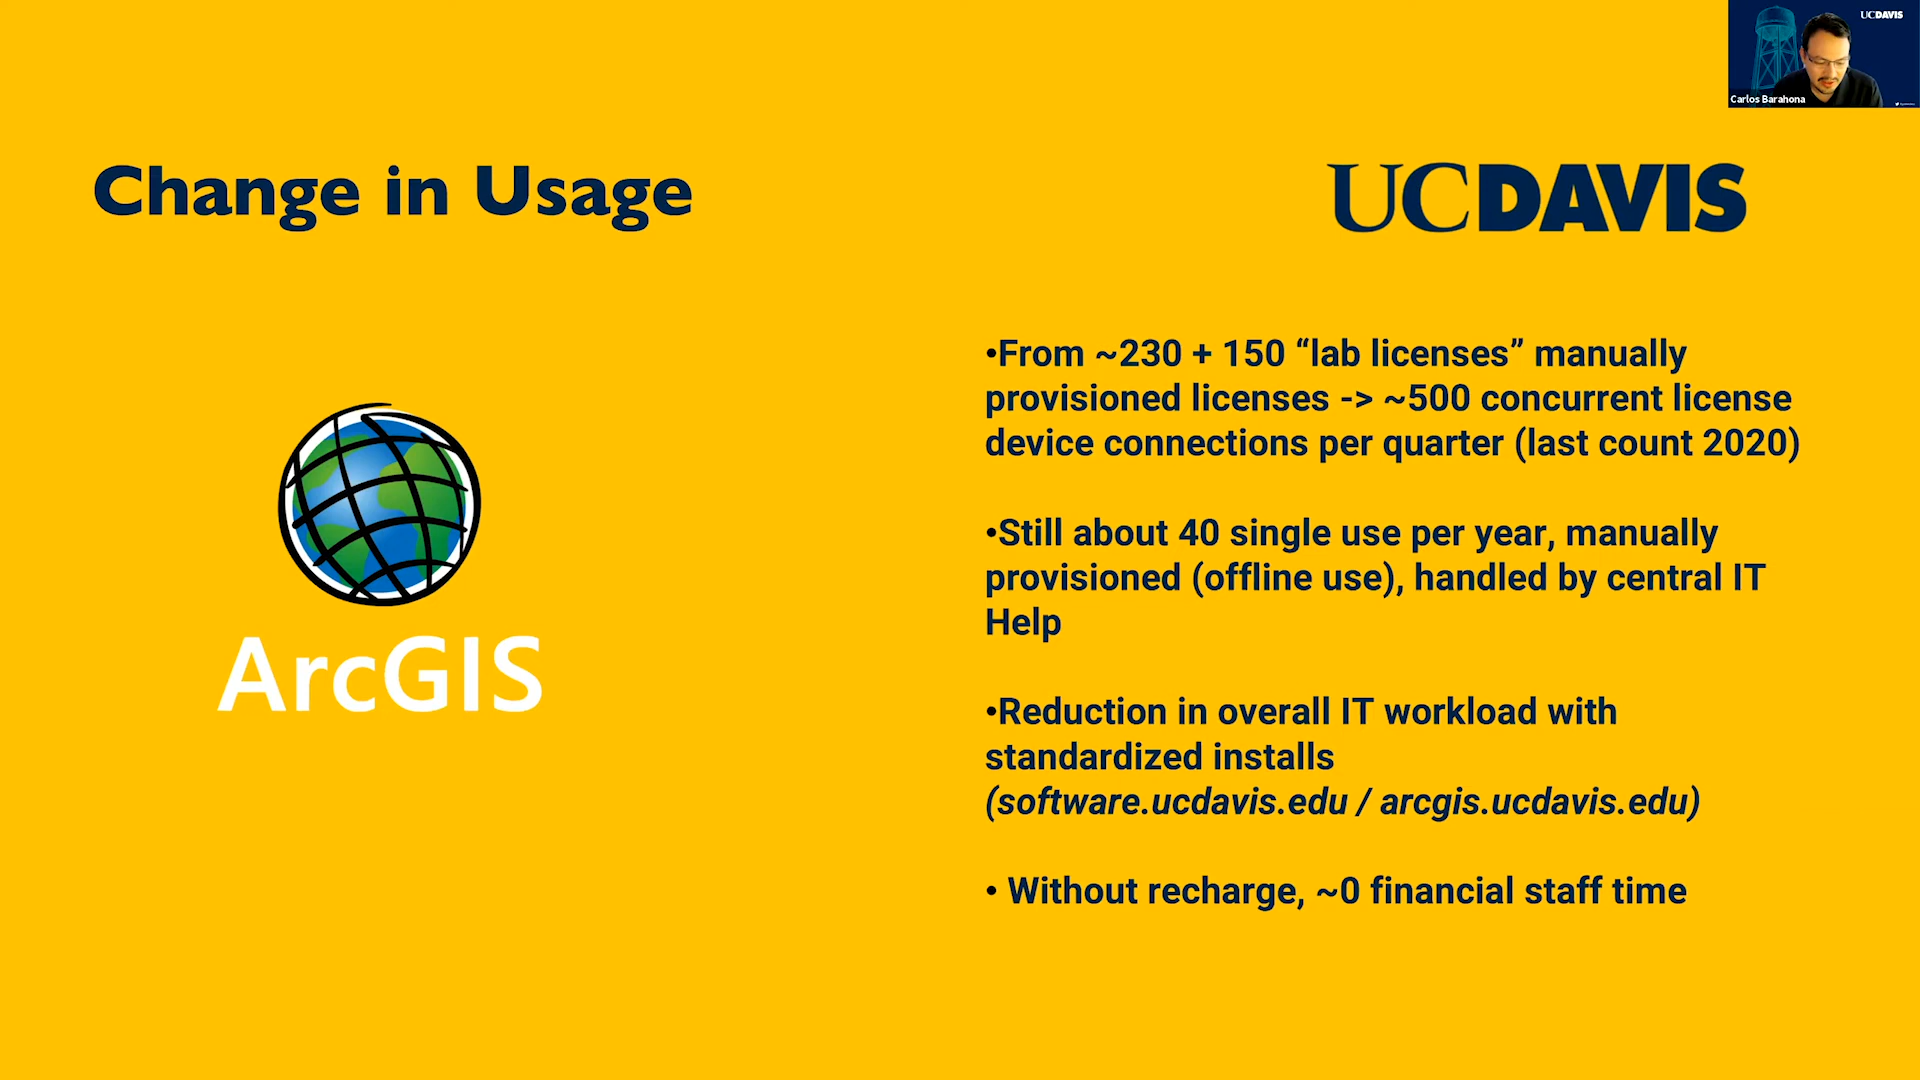 UCDAVIS
Carlos Barahona
Change in Usage
UCDAVIS
•From ~230 + 150 “lab licenses” manually
provisioned licenses -> ~500 concurrent license
device connections per quarter (last count 2020)
•Still about 40 single use per year, manually
provisioned (offline use), handled by central IT
Help
•Reduction in overall IT workload with
standardized installs
(software.ucdavis.edu / arcgis.ucdavis.edu)
• Without recharge, ~0 financial staff time
ArcGIS